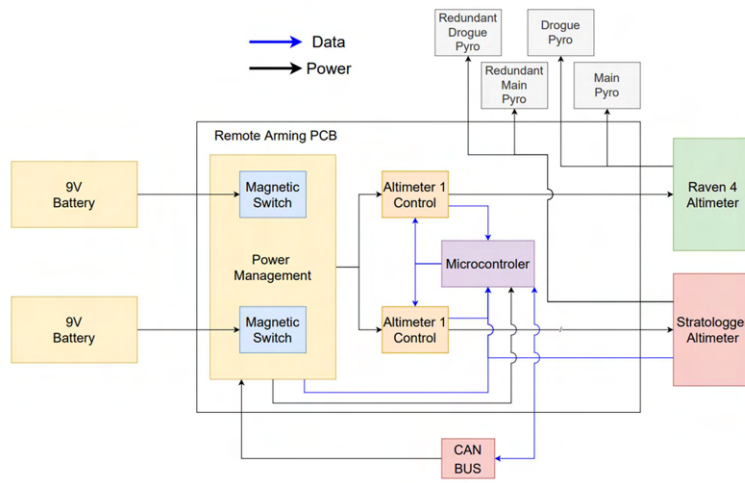 Redundant
Drogue
Pyro
Drogue
Pyro
Data
Power
Redundant
Main
Pyro
Main
Pyro
Remote Arming PCB
9V
Battery
Magnetic
Switch
Altimeter 1
Control
Raven 4
Altimeter
Power
Management
Microcontroler
9V
Battery
Magnetic
Switch
Altimeter 1
Control
Stratologge
Altimeter
CAN
BUS